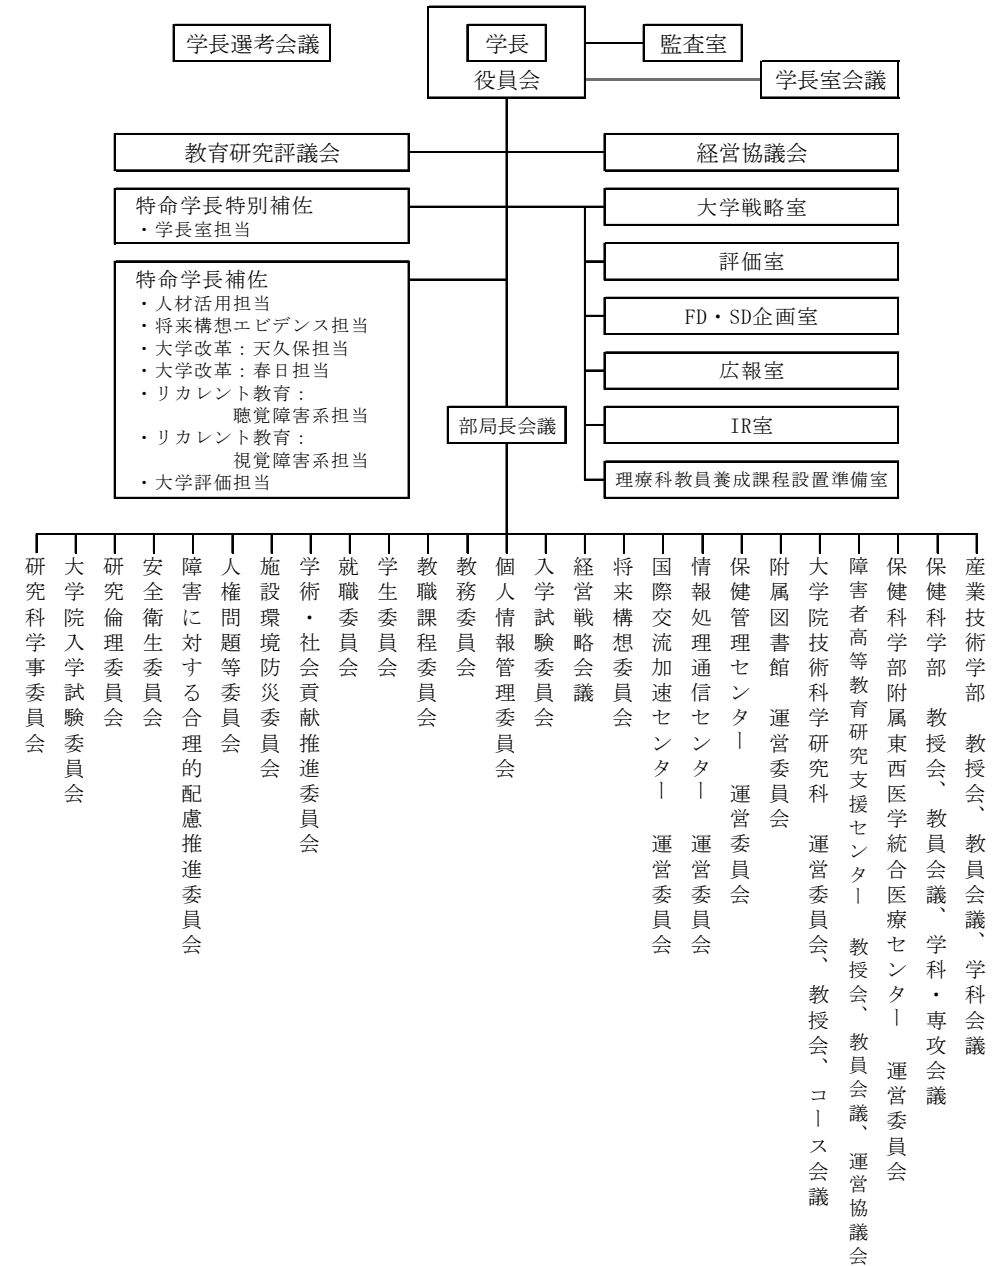 学長選考会議
学長
役員会
監査室
学長室会議
教育研究評議会
経営協議会
特命学長特別補佐
・学長室担当
大学戦略室
評価室
FD・SD企画室
広報室
IR室
理療科教員養成課程設置準備室
特命学長補佐
・人材活用担当
・将来構想エビデンス担当
・大学改革：天久保担当
・大学改革：春日担当
・リカレント教育：
聴覚障害系担当
・リカレント教育：
視覚障害系担当
・大学評価担当
部局長会議
産業技術学部　教授会、教員会議、学科会議
保健科学部　教授会、教員会議、学科・専攻会議
保健科学部附属東西医学統合医療センター　運営委員会
障害者高等教育研究支援センター　教授会、教員会議、運営協議会
大学院技術科学研究科　運営委員会、教授会、コース会議
附属図書館　運営委員会
保健管理センター　運営委員会
情報処理通信センター　運営委員会
国際交流加速センター　運営委員会
将来構想委員会
経営戦略会議
入学試験委員会
個人情報管理委員会
教務委員会
教職課程委員会
学生委員会
就職委員会
学術・社会貢献推進委員会
施設環境防災委員会
人権問題等委員会
障害に対する合理的配慮推進委員会
安全衛生委員会
研究倫理委員会
大学院入学試験委員会
研究科学事委員会